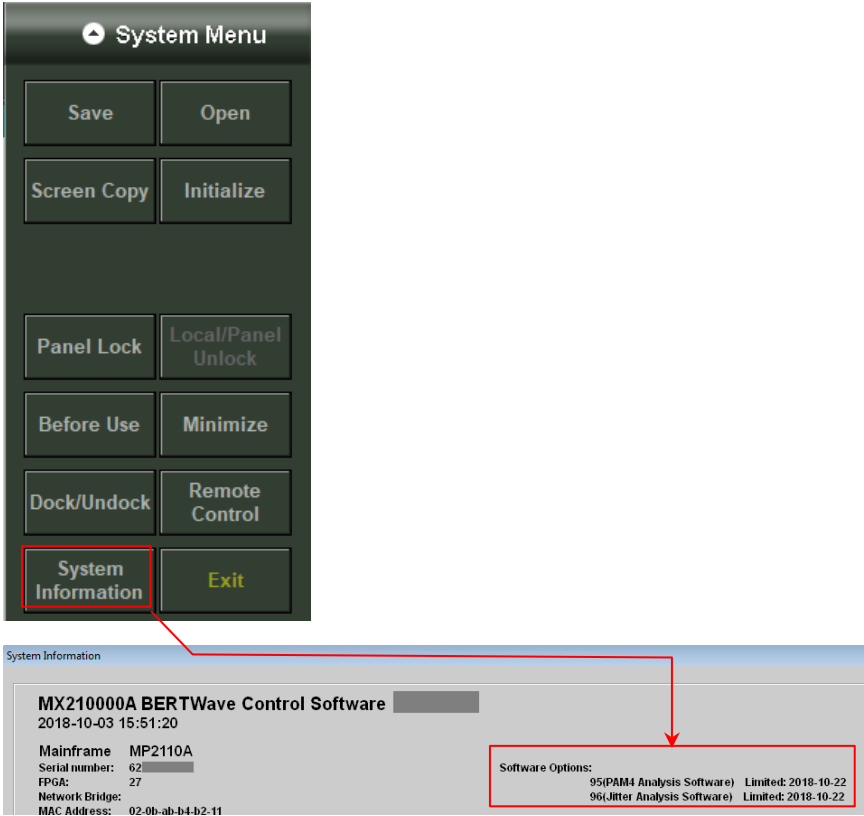 System Menu
Save Open
Screen Copy Initialize
Panel Lock Local/Panel Unlock
Before Use Minimize
Dock/Undock Remote Control
System Information Exit
System Information
MX210000A BERTWave Control Software
2018-10-03 15:51:20
Mainframe MP2110A
Serial number: 62
FPGA: 27
Network Bridge:
MAC Address: 02-0b-ab-b4-b2-11
Software Options:
95(PAM4 Analysis Software) Limited: 2018-10-22
96(Jitter Analysis Software) Limited: 2018-10-22